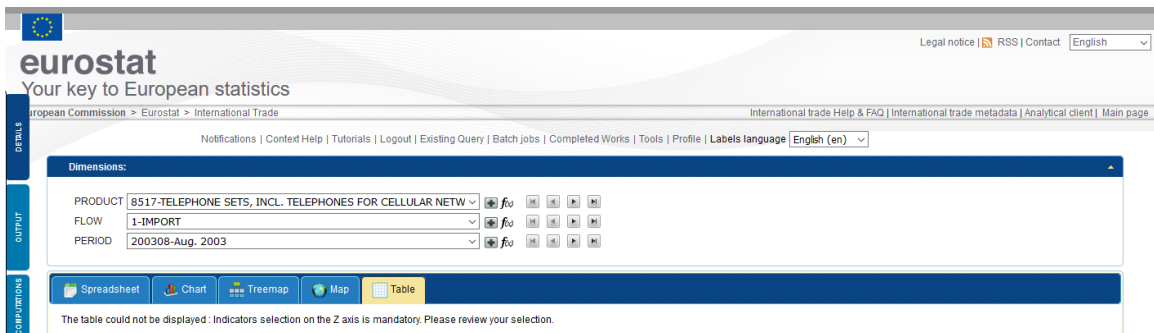 Legal notice | RSS | Contact English
eurostat
Your key to European statistics
uropean Commission > Eurostat > International Trade
International trade Help & FAQ | International trade metadata | Analytical client | Main page
Notifications | Context Help | Tutorials | Logout | Existing Query | Batch jobs | Completed Works | Tools | Profile | Labels language English (en)
DETAILS
Dimensions:
PRODUCT 8517-TELEPHONE SETS, INCL. TELEPHONES FOR CELLULAR NETW f(x)
FLOW 1-IMPORT f(x)
OUTPUT
PERIOD 200308-Aug. 2003 f(x)
COMPUTATIONS
Spreadsheet Chart Treemap Map Table
The table could not be displayed : Indicators selection on the Z axis is mandatory. Please review your selection.